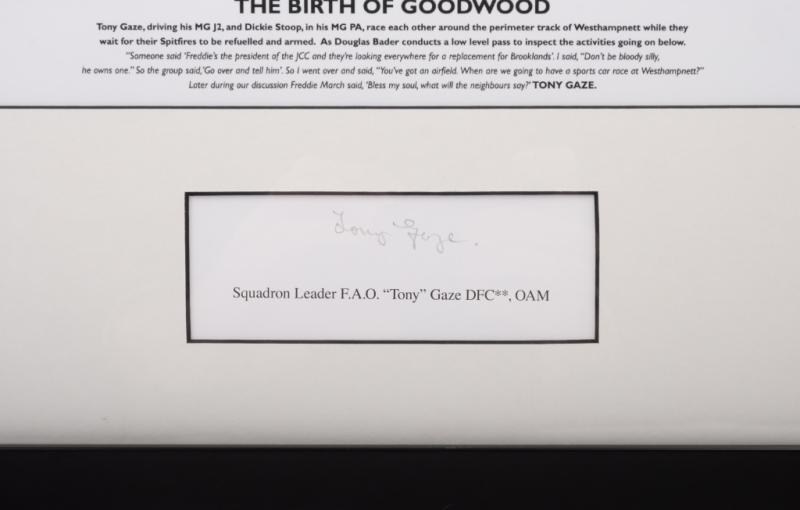 THE BIRTH OF GOODWOOD
Tony Gaze, driving his MG J2, and Dickie Stoop, in his MG PA, race each other around the perimeter track of Westhampnett while they
wait for their Spitfires to be refuelled and armed. As Douglas Bader conducts a low level pass to inspect the activities going on below.
"Someone said 'Freddie's the president of the JCC and they're looking everywhere for a replacement for Brooklands'. I said, "Don't be bloody silly,
he owns one." So the group said, 'Go over and tell him'. So I went over and said, "You've got an airfield. When are we going to have a sports car race at Westhampnett?"
Later during our discussion Freddie March said, 'Bless my soul, what will the neighbours say?' TONY GAZE.
Tony Gaze.
Squadron Leader F.A.O. “Tony” Gaze DFC**, OAM